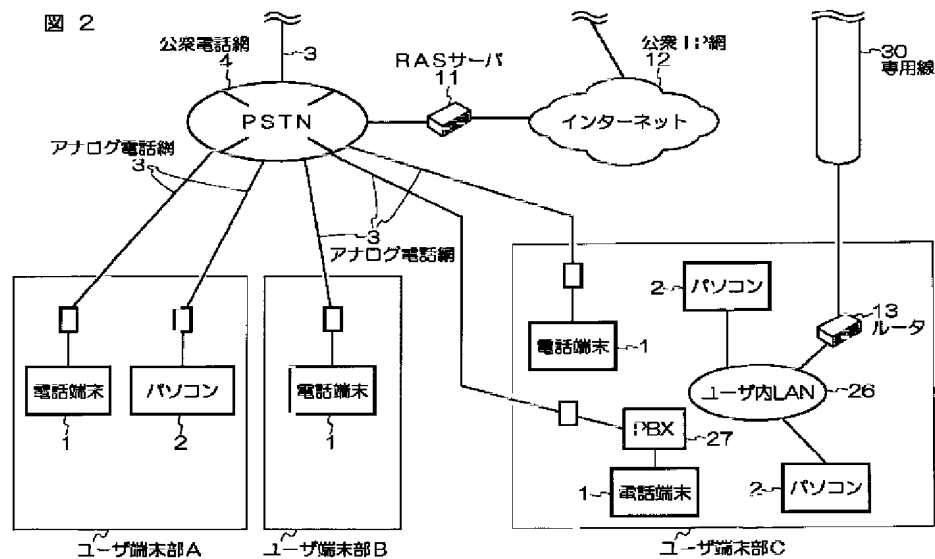 図 2
公衆電話網
4
3
RASサーバ
11
公衆IP網
12
30
専用線
PSTN
インターネット
アナログ電話網
3
3
3
アナログ電話網
2
パソコン
13
ルータ
電話端末
1
電話端末
1
パソコン
2
電話端末
1
ユーザ内LAN
26
PBX
27
1
電話端末
2
パソコン
ユーザ端末部A
ユーザ端末部B
ユーザ端末部C